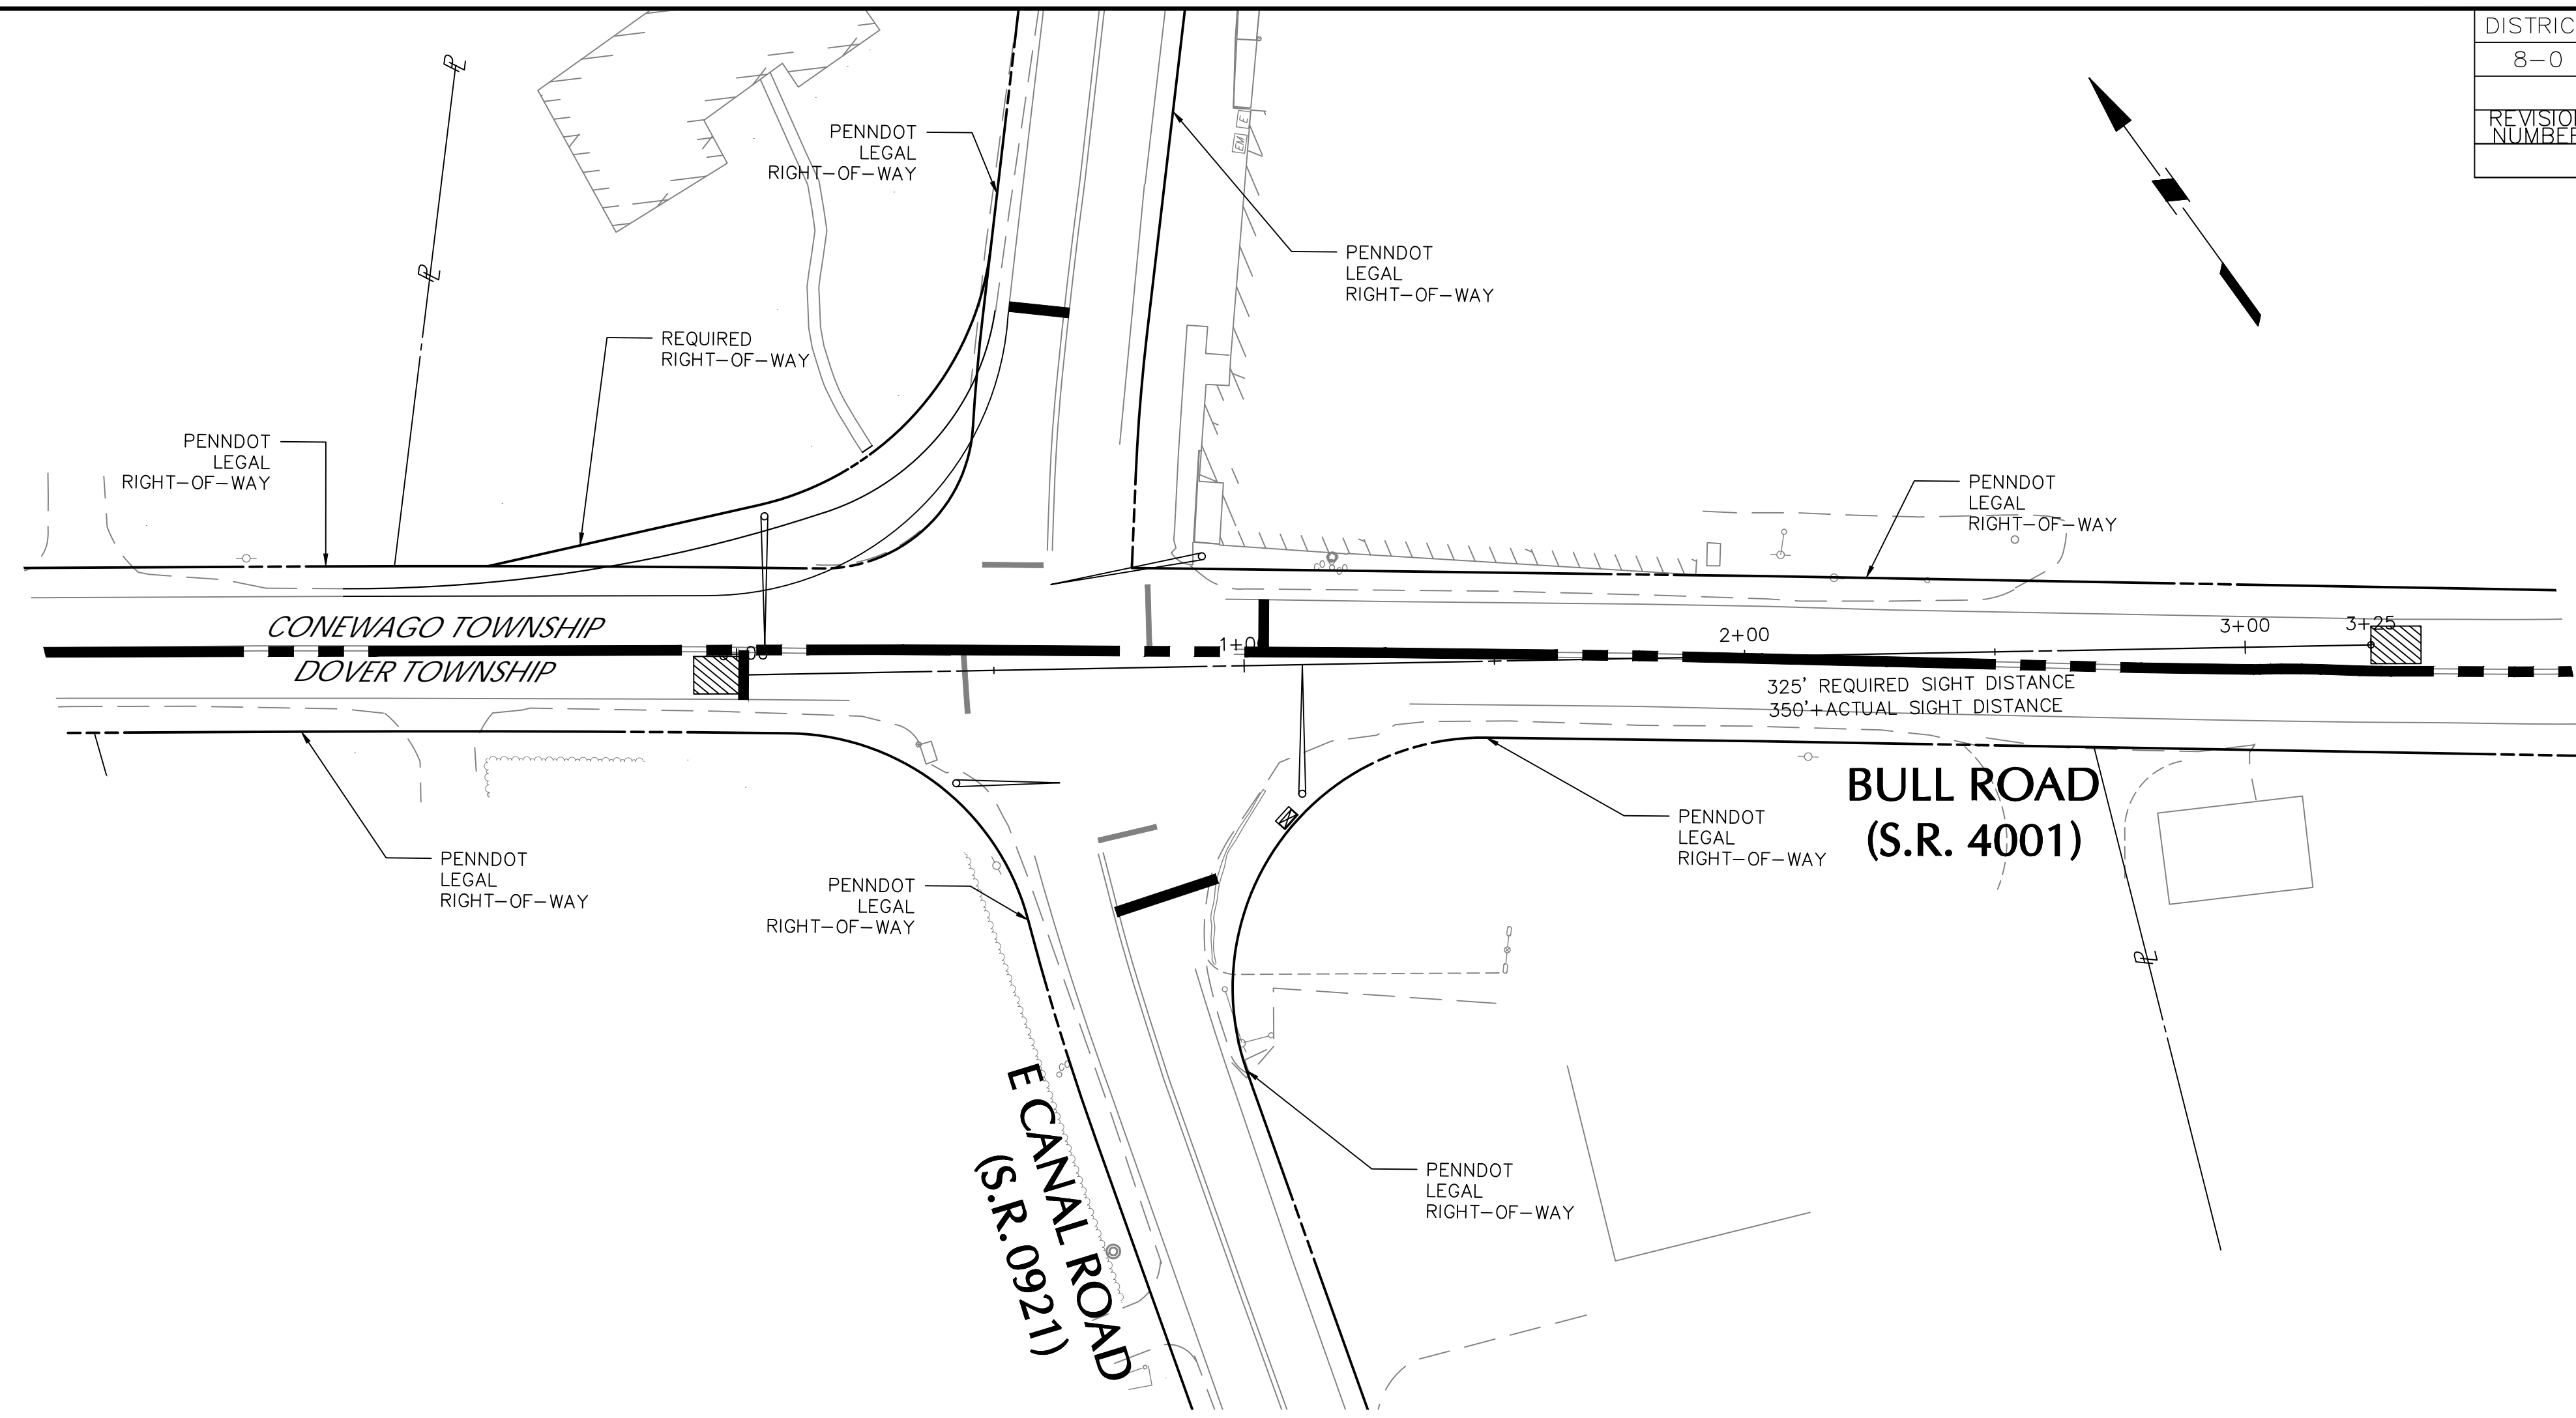 DISTRIC
8-0
REVISIO
NUMBER
PENNDOT
LEGAL
RIGHT-OF-WAY
EM
E
PENNDOT
LEGAL
RIGHT-OF-WAY
REQUIRED
RIGHT-OF-WAY
PENNDOT
LEGAL
RIGHT-OF-WAY
PENNDOT
LEGAL
RIGHT-OF-WAY
CONEWAGO TOWNSHIP
DOVER TOWNSHIP
2+00
3+00
3+25
325' REQUIRED SIGHT DISTANCE
350'+ACTUAL SIGHT DISTANCE
BULL ROAD
(S.R. 4001)
PENNDOT
LEGAL
RIGHT-OF-WAY
PENNDOT
LEGAL
RIGHT-OF-WAY
PENNDOT
LEGAL
RIGHT-OF-WAY
E CANAL ROAD
(S.R. 0921)
PENNDOT
LEGAL
RIGHT-OF-WAY